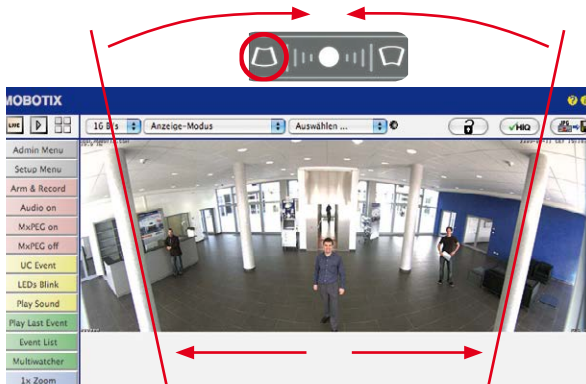 MOBOTIX
LIVE
16 B/s
Anzeige-Modus
Auswählen ...
HIQ
JPG
Admin Menu
Setup Menu
Arm & Record
Audio on
MxPEG on
MxPEG off
UC Event
LEDs Blink
Play Sound
Play Last Event
Event List
Multiwatcher
1x Zoom